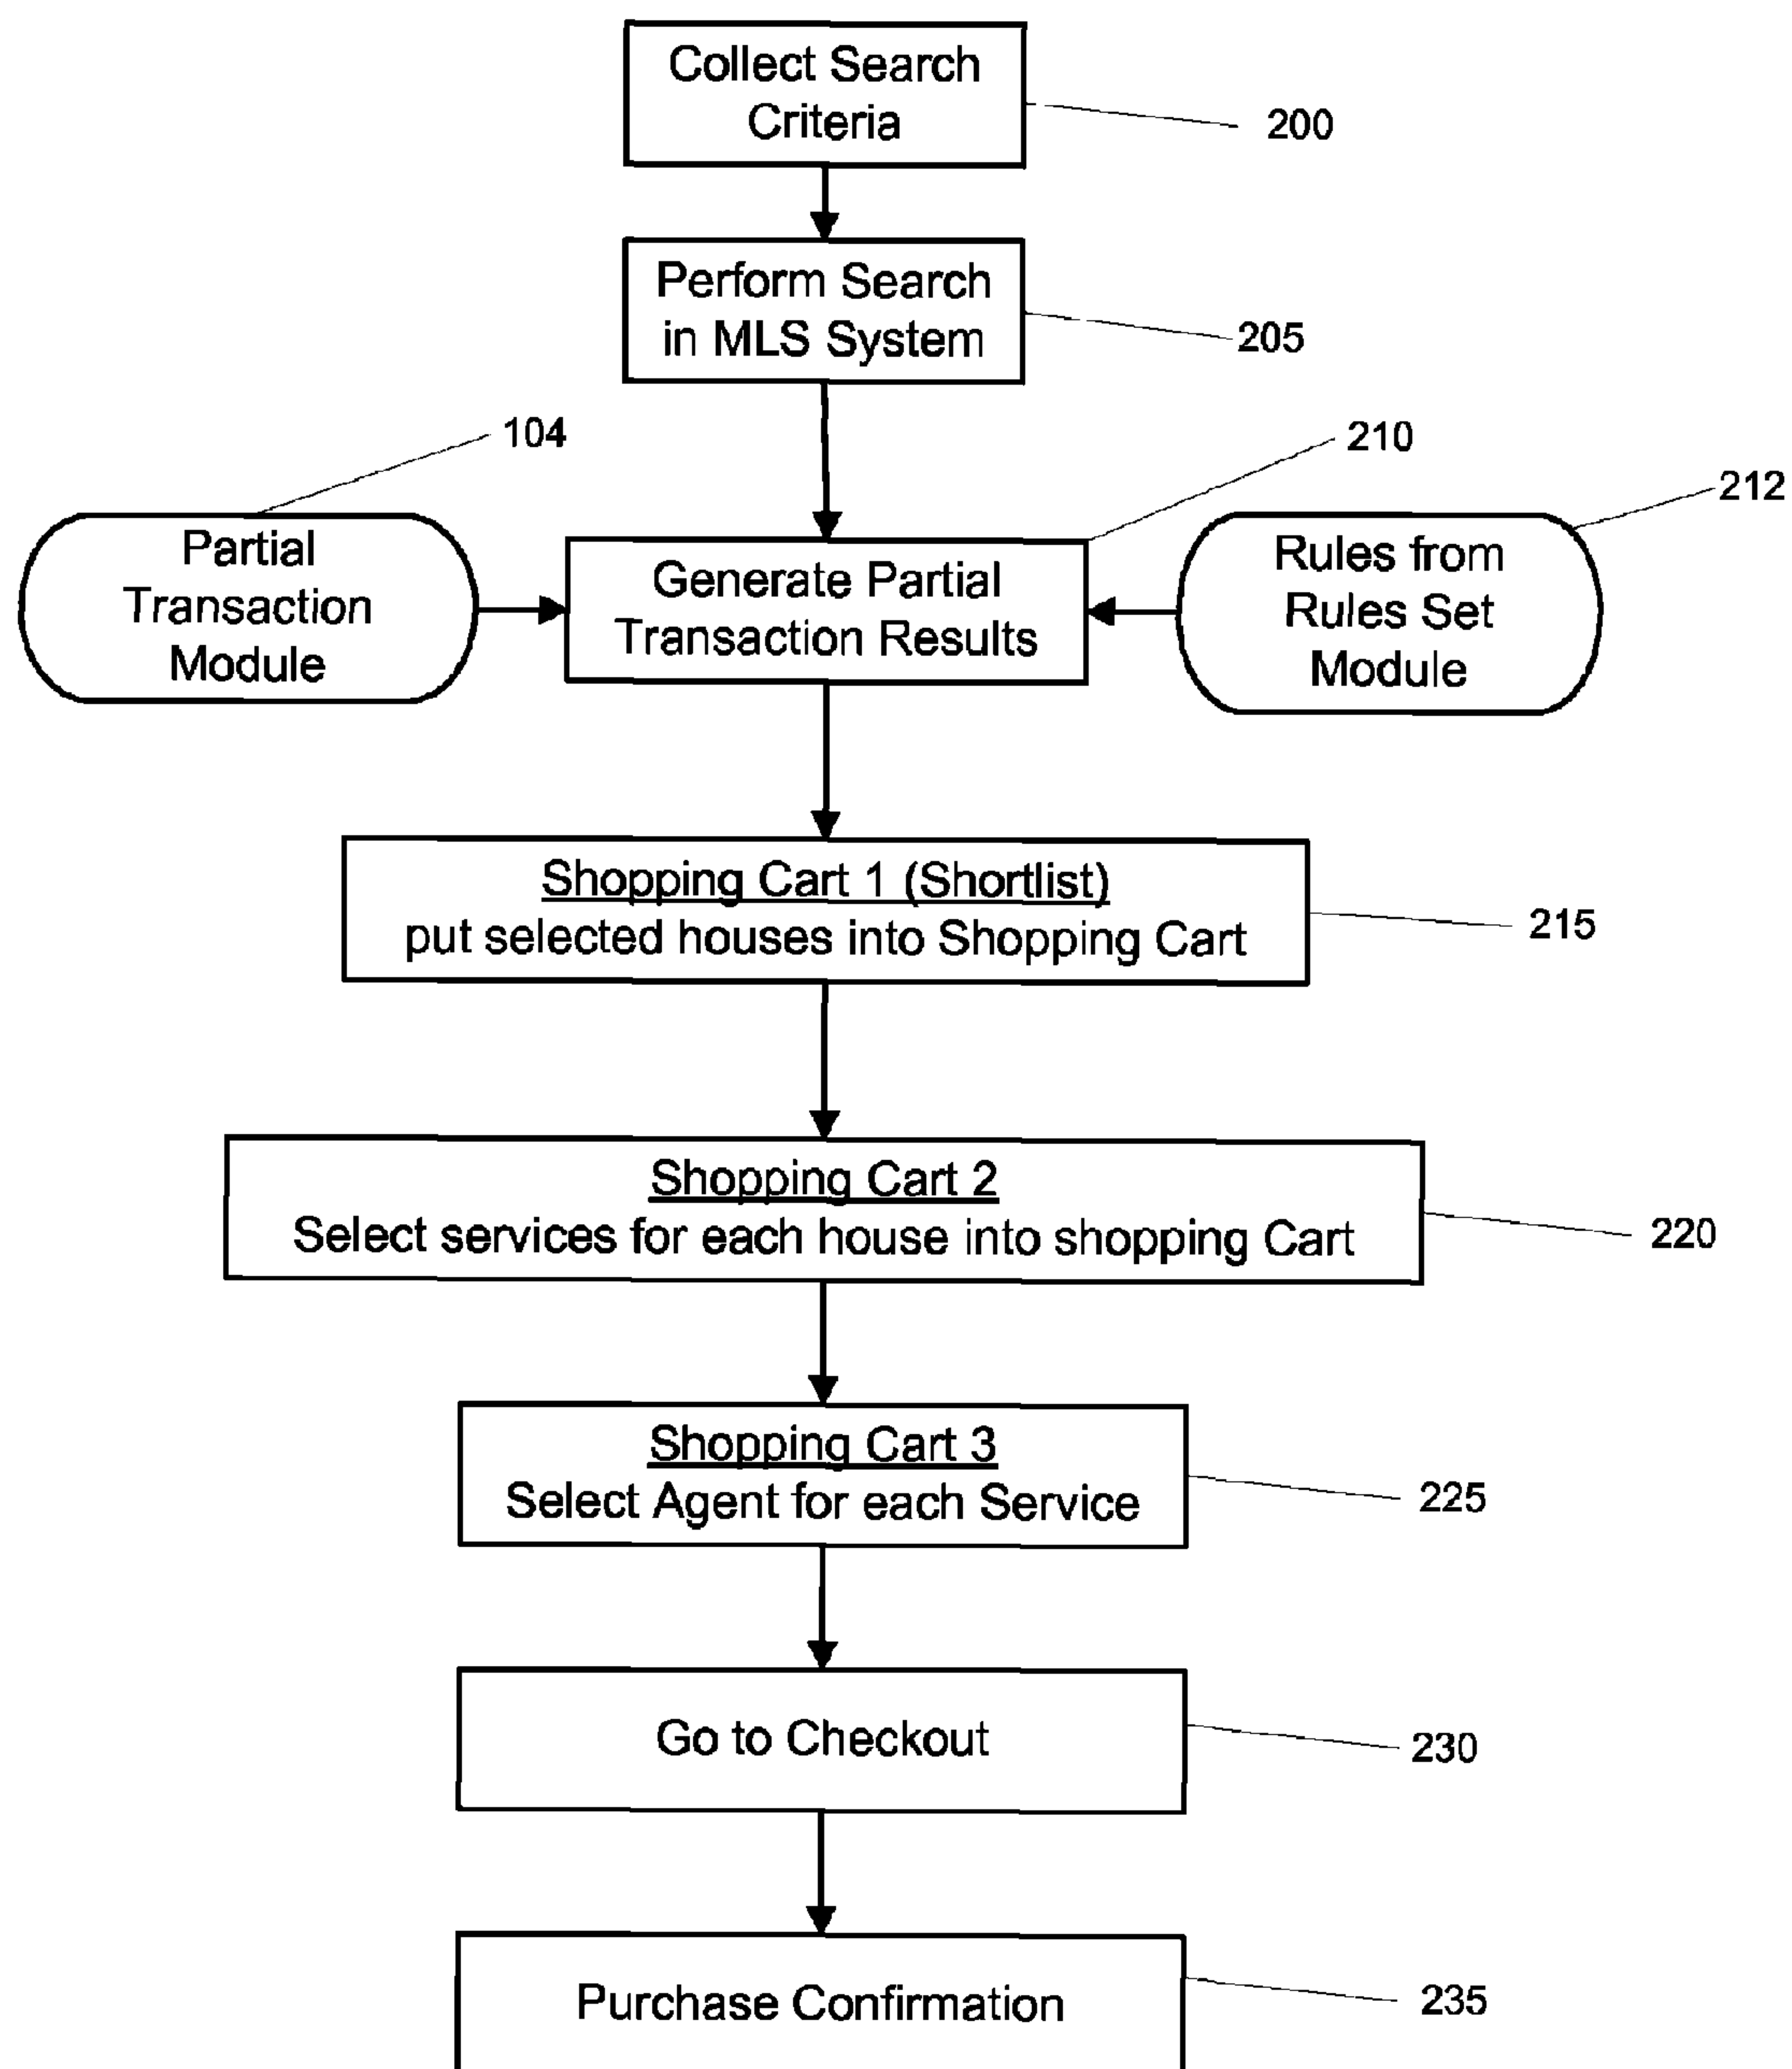 Collect Search
Criteria
200
Perform Search
in MLS System
205
104
210
212
Partial
Transaction
Module
Generate Partial
Transaction Results
Rules from
Rules Set
Module
Shopping Cart 1 (Shortlist)
put selected houses into Shopping Cart
215
Shopping Cart 2
Select services for each house into shopping Cart
220
Shopping Cart 3
Select Agent for each Service
225
Go to Checkout
230
Purchase Confirmation
235